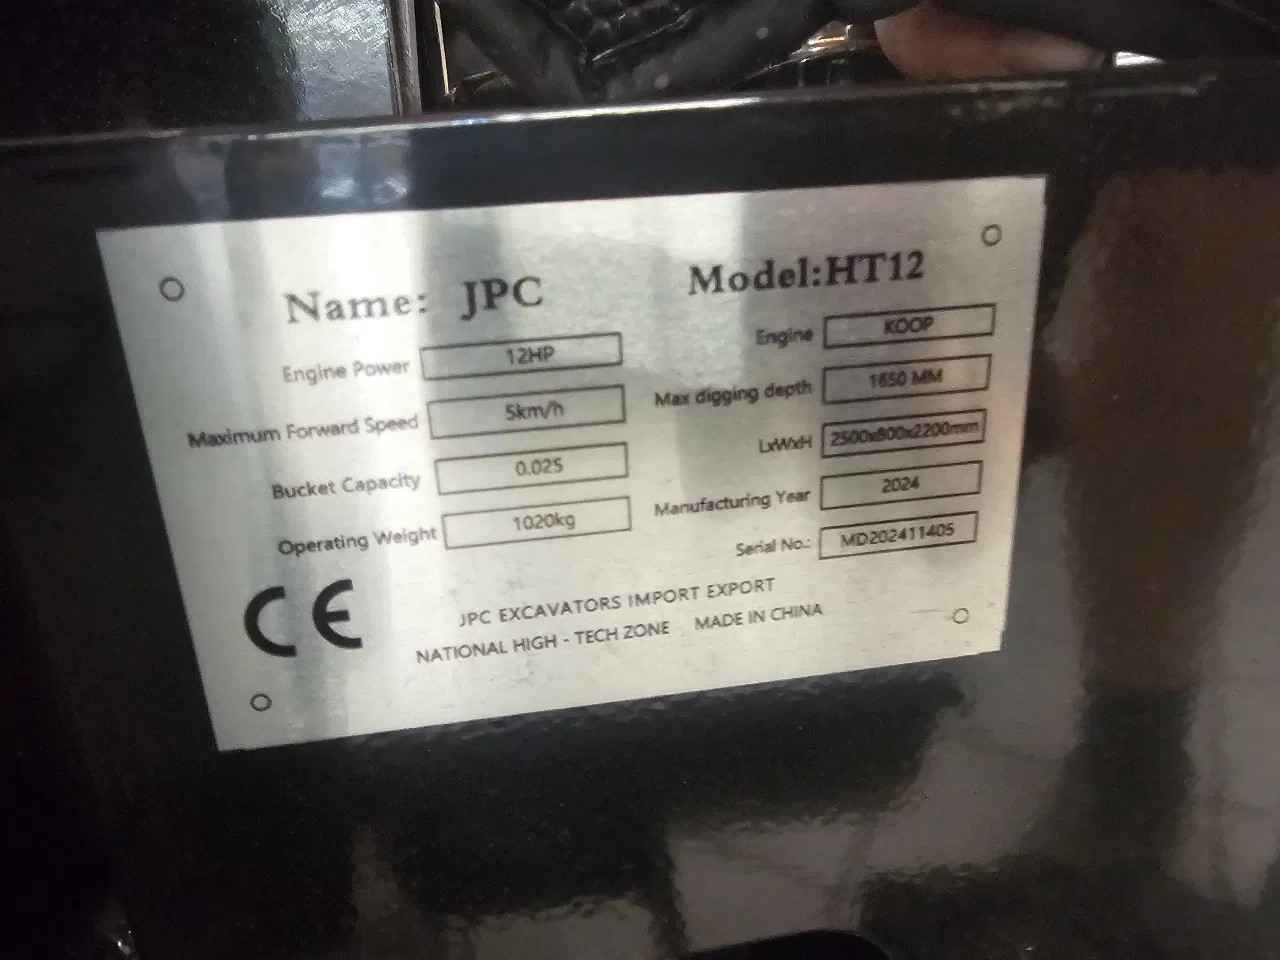 Name: JPC Model:HT12
Engine Power 12HP Engine KOOP
Maximum Forward Speed 5km/h Max digging depth 1650 MM
Bucket Capacity 0.025 LxWxH 2500x900x2200mm
Operating Weight 1020kg Manufacturing Year 2024
Serial No.: MD202411405
CE
JPC EXCAVATORS IMPORT EXPORT
NATIONAL HIGH - TECH ZONE MADE IN CHINA